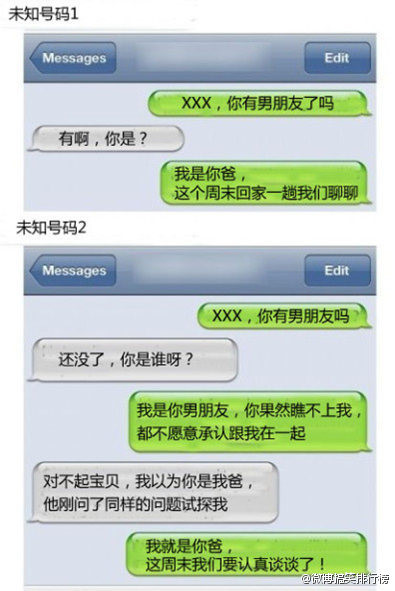 未知号码1
Messages
Edit
XXX，你有男朋友了吗
有啊，你是？
我是你爸，
这个周末回家一趟我们聊聊
未知号码2
Messages
Edit
XXX，你有男朋友吗
还没了，你是谁呀？
我是你男朋友，你果然瞧不上我，
都不愿意承认跟我在一起
对不起宝贝，我以为你是我爸，
他刚问了同样的问题试探我
我就是你爸，
这周末我们要认真谈谈了！
@微博搞笑排行榜